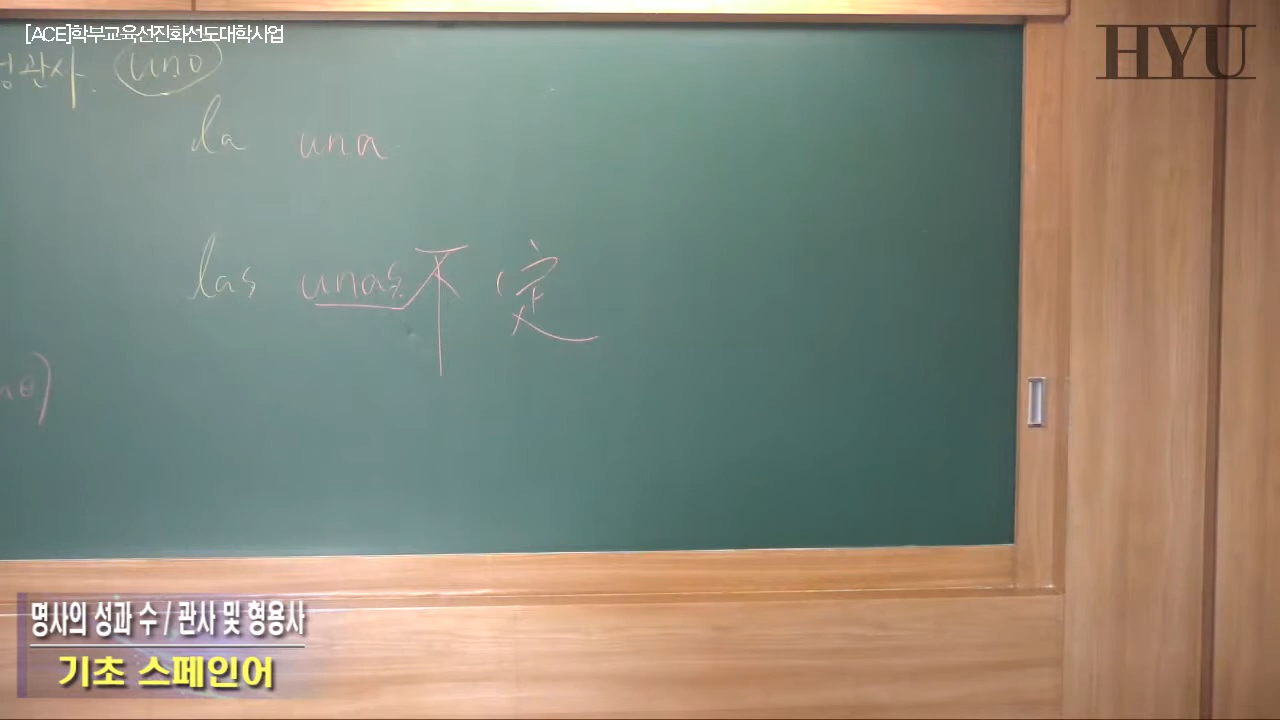 [ACE]학부교육선진화선도대학사업
HYU
관사. uno
la una
las unas 不定
명사의 성과 수 / 관사 및 형용사
기초 스페인어